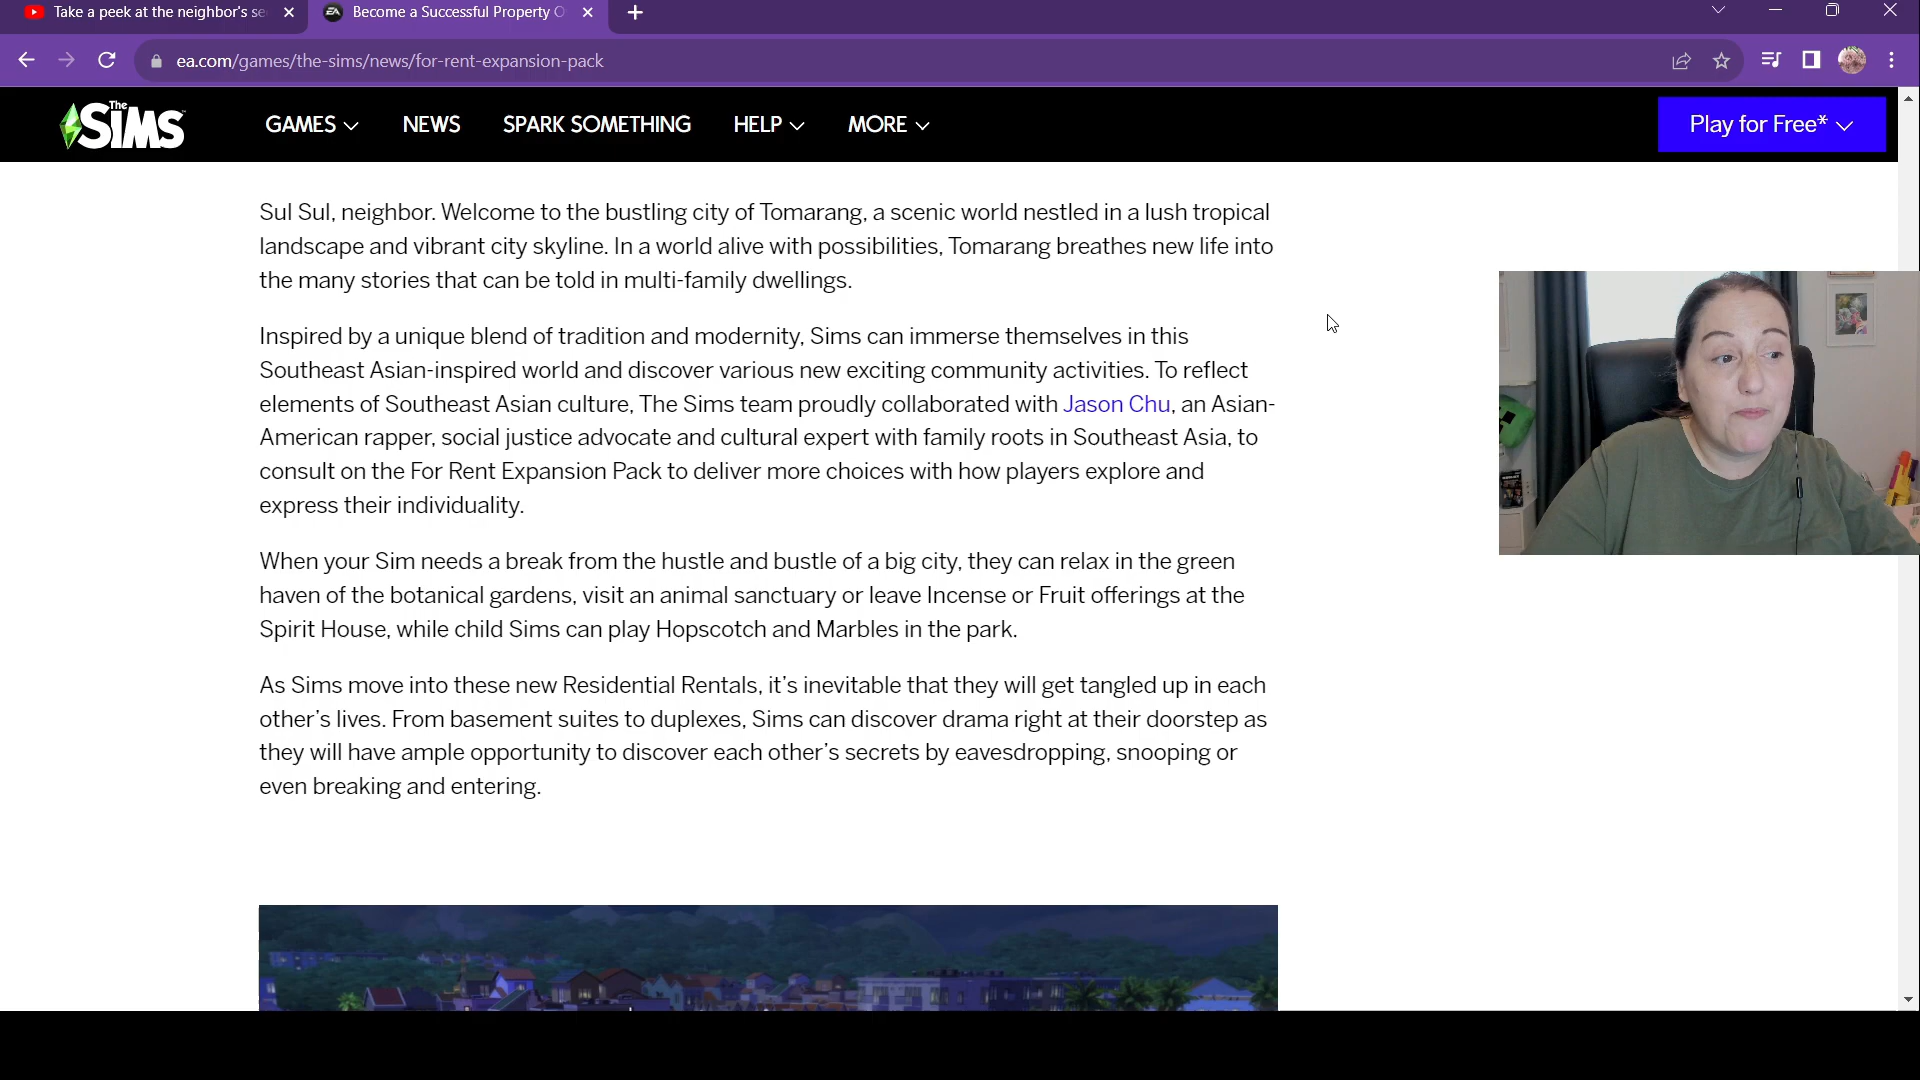 Take a peek at the neighbor's se
Become a Successful Property O
ea.com/games/the-sims/news/for-rent-expansion-pack
The SiMS
GAMES
NEWS
SPARK SOMETHING
HELP
MORE
Play for Free*
Sul Sul, neighbor. Welcome to the bustling city of Tomarang, a scenic world nestled in a lush tropical
landscape and vibrant city skyline. In a world alive with possibilities, Tomarang breathes new life into
the many stories that can be told in multi-family dwellings.
Inspired by a unique blend of tradition and modernity, Sims can immerse themselves in this
Southeast Asian-inspired world and discover various new exciting community activities. To reflect
elements of Southeast Asian culture, The Sims team proudly collaborated with Jason Chu, an Asian-
American rapper, social justice advocate and cultural expert with family roots in Southeast Asia, to
consult on the For Rent Expansion Pack to deliver more choices with how players explore and
express their individuality.
When your Sim needs a break from the hustle and bustle of a big city, they can relax in the green
haven of the botanical gardens, visit an animal sanctuary or leave Incense or Fruit offerings at the
Spirit House, while child Sims can play Hopscotch and Marbles in the park.
As Sims move into these new Residential Rentals, it's inevitable that they will get tangled up in each
other's lives. From basement suites to duplexes, Sims can discover drama right at their doorstep as
they will have ample opportunity to discover each other's secrets by eavesdropping, snooping or
even breaking and entering.